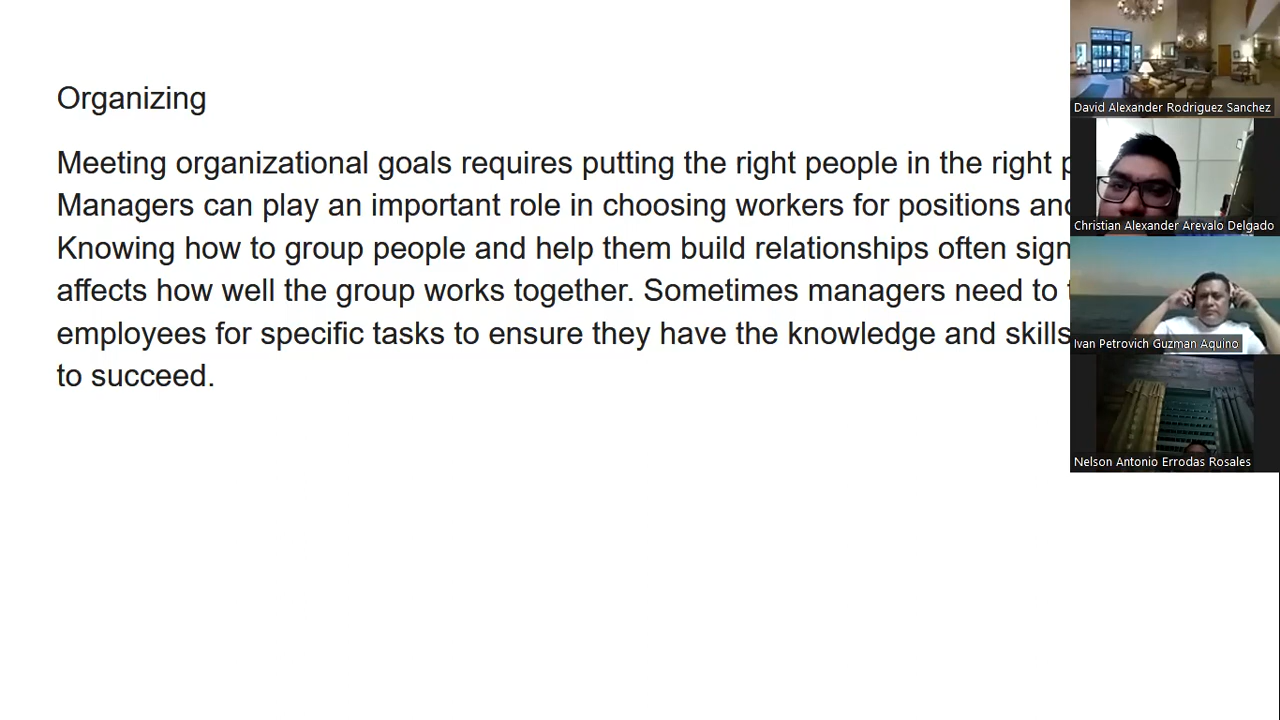 Organizing
Meeting organizational goals requires putting the right people in the right
Managers can play an important role in choosing workers for positions
Knowing how to group people and help them build relationships often
affects how well the group works together. Sometimes managers need to
employees for specific tasks to ensure they have the knowledge and skills
to succeed.
David Alexander Rodriguez Sanchez
Christian Alexander Arevalo Delgado
Ivan Petrovich Guzman Aquino
Nelson Antonio Errodas Rosales